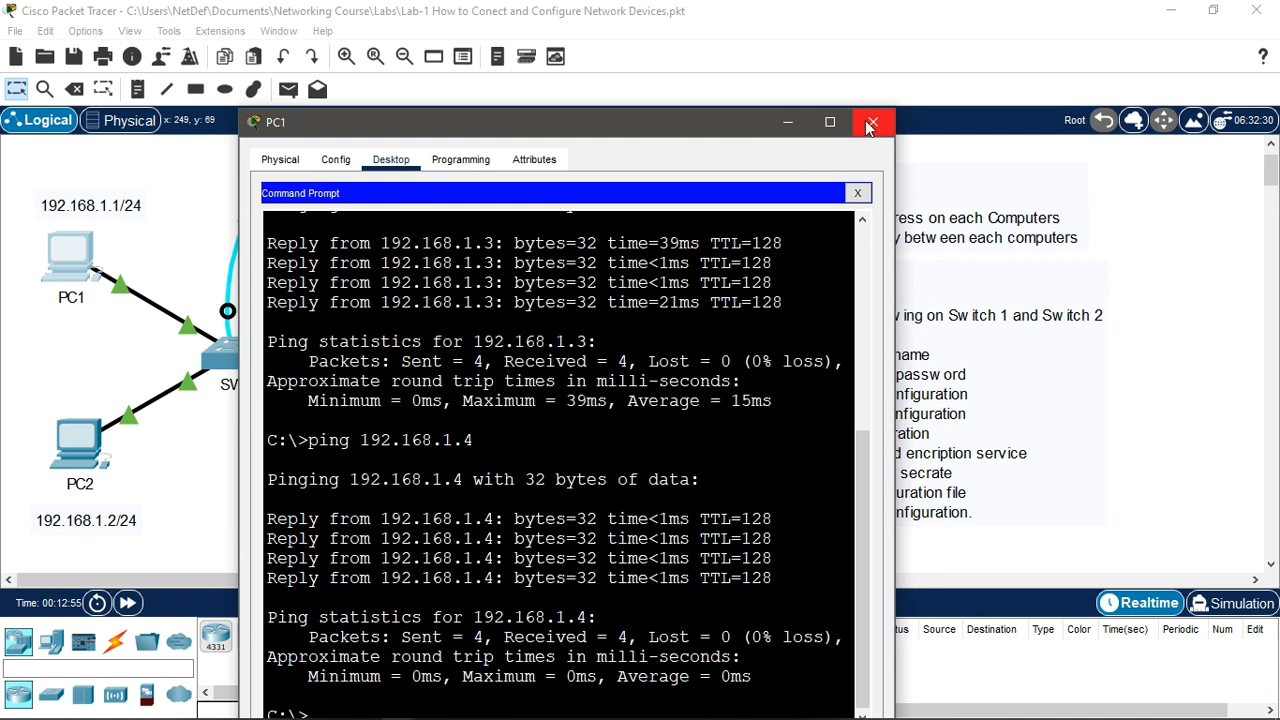 Cisco Packet Tracer - C:\Users\NetDef\Documents\Networking Course\Labs\Lab-1 How to Conect and Configure Network Devices.pkt
File Edit Options View Tools Extensions Window Help
Logical Physical x: 249, y: 69
Root 06:32:30
PC1
Physical Config Desktop Programming Attributes
Command Prompt X
192.168.1.1/24
PC1
SW
PC2
192.168.1.2/24
Reply from 192.168.1.3: bytes=32 time=39ms TTL=128
Reply from 192.168.1.3: bytes=32 time<1ms TTL=128
Reply from 192.168.1.3: bytes=32 time<1ms TTL=128
Reply from 192.168.1.3: bytes=32 time=21ms TTL=128
Ping statistics for 192.168.1.3:
Packets: Sent = 4, Received = 4, Lost = 0 (0% loss),
Approximate round trip times in milli-seconds:
Minimum = 0ms, Maximum = 39ms, Average = 15ms
C:\>ping 192.168.1.4
Pinging 192.168.1.4 with 32 bytes of data:
Reply from 192.168.1.4: bytes=32 time<1ms TTL=128
Reply from 192.168.1.4: bytes=32 time<1ms TTL=128
Reply from 192.168.1.4: bytes=32 time<1ms TTL=128
Reply from 192.168.1.4: bytes=32 time<1ms TTL=128
Ping statistics for 192.168.1.4:
Packets: Sent = 4, Received = 4, Lost = 0 (0% loss),
Approximate round trip times in milli-seconds:
Minimum = 0ms, Maximum = 0ms, Average = 0ms
C:\>
ress on each Computers
y betw een each computers
w ing on Sw itch 1 and Sw itch 2
name
passw ord
nfiguration
nfiguration
ration
d encription service
secrate
uration file
nfiguration.
Time: 00:12:55
Realtime Simulation
tus Source Destination Type Color Time(sec) Periodic Num Edit
4331